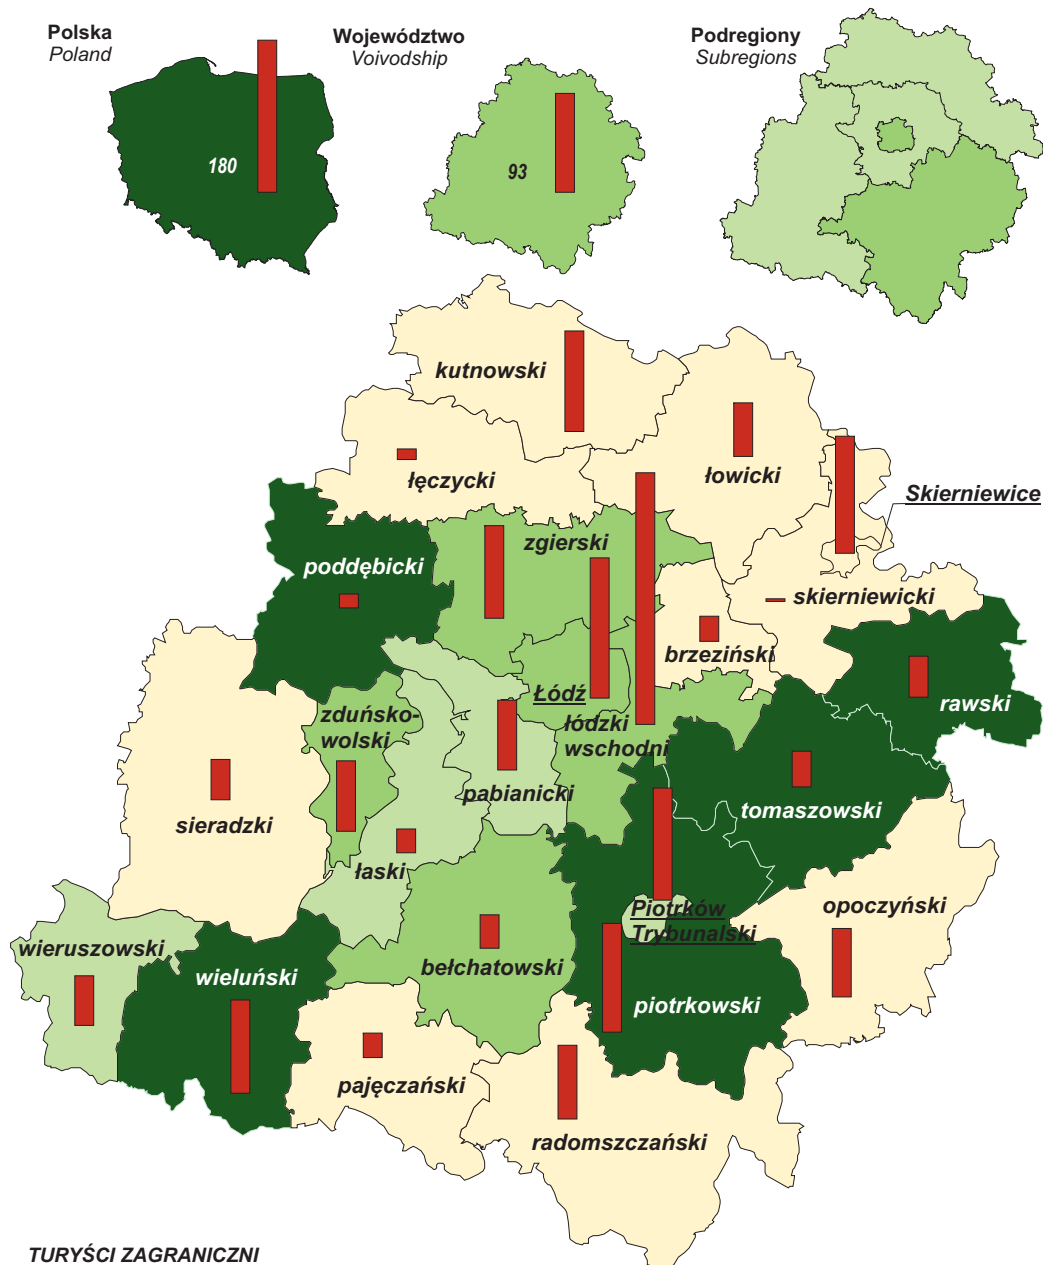 Polska
Poland
Województwo
Voivodship
Podregiony
Subregions
180
93
kutnowski
łęczycki
łowicki
Skierniewice
zgierski
poddębicki
skierniewicki
brzeziński
rawski
Łódź
zduńsko-
wolski
łódzki
wschodni
pabianicki
tomaszowski
sieradzki
łaski
opoczyński
Piotrków
Trybunalski
wieruszowski
bełchatowski
wieluński
piotrkowski
pajęczański
radomszczański
TURYŚCI ZAGRANICZNI